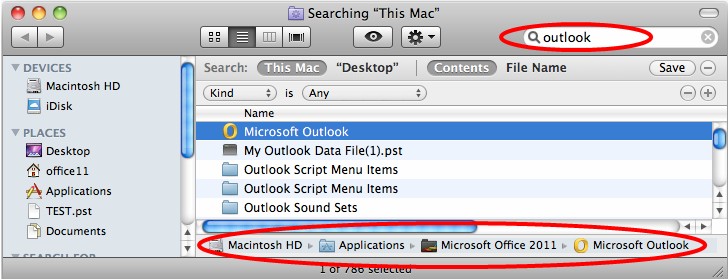 Searching “This Mac”
outlook
DEVICES
Macintosh HD
iDisk
PLACES
Desktop
office11
Applications
TEST.pst
Documents
SEARCH FOR
Search: This Mac "Desktop" Contents File Name Save
Kind is Any
Name
Microsoft Outlook
My Outlook Data File(1).pst
Outlook Script Menu Items
Outlook Script Menu Items
Outlook Sound Sets
Macintosh HD Applications Microsoft Office 2011 Microsoft Outlook
1 of 786 selected